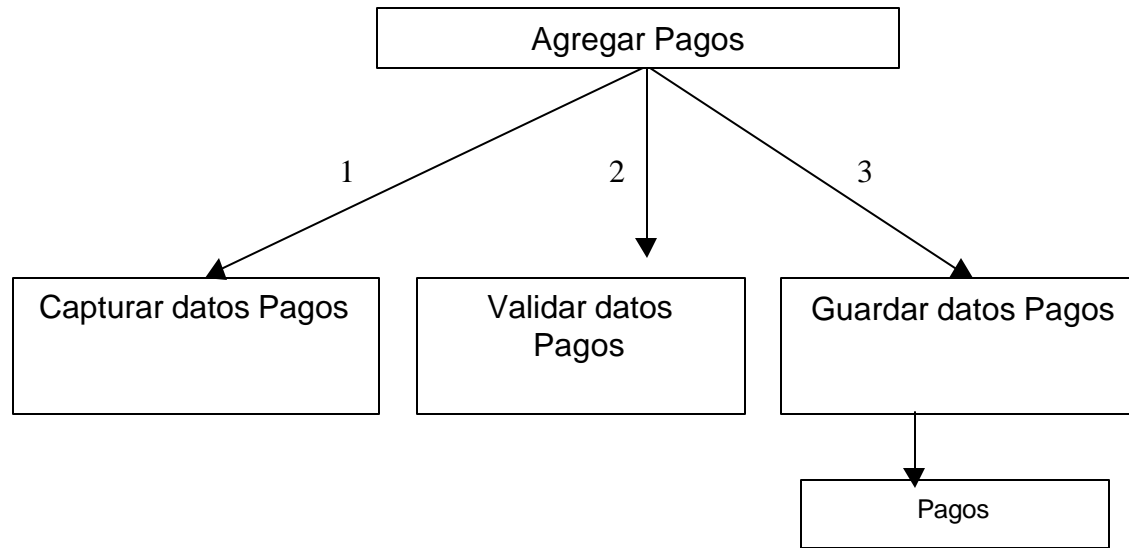 Agregar Pagos
1
2
3
Capturar datos Pagos
Validar datos
Pagos
Guardar datos Pagos
Pagos